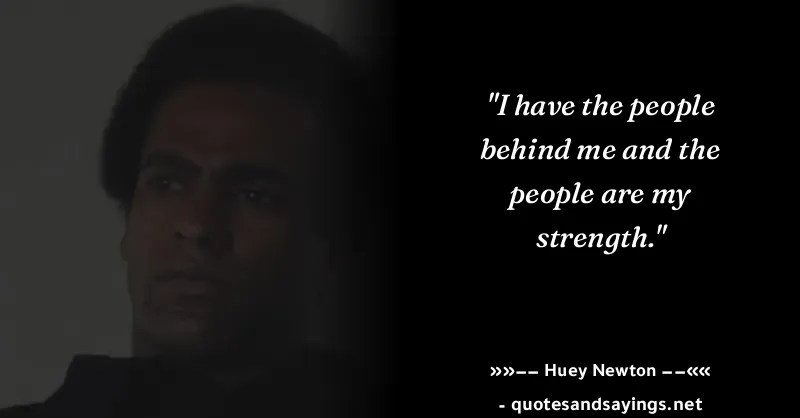 "I have the people
behind me and the
people are my
strength."
»»–– Huey Newton ––««
- quotesandsayings.net